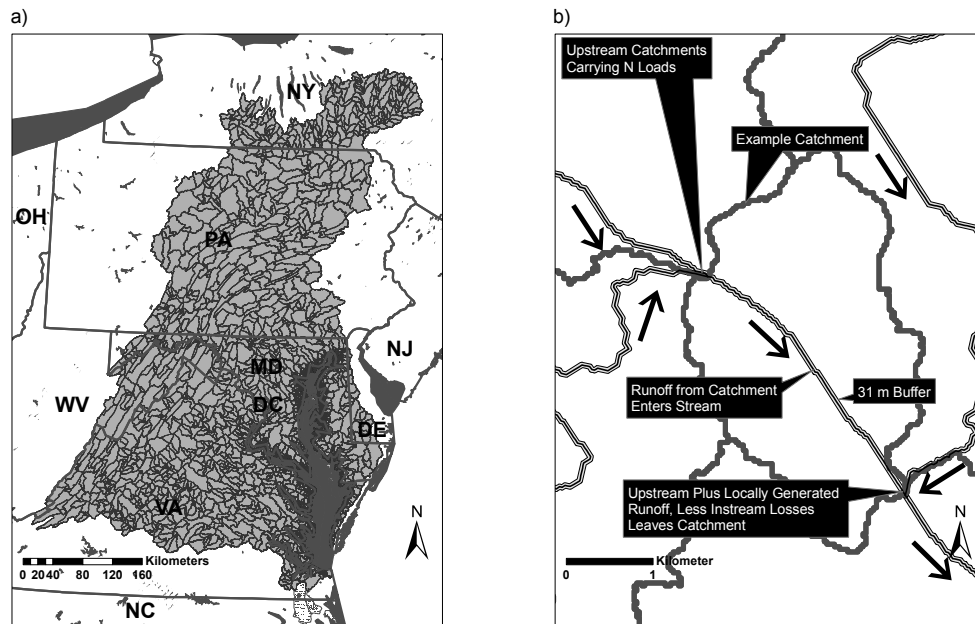 a)
NY
OH
PA
NJ
MD
WV
DC
DE
VA
N
Kilometers
0 20 40 80 120 160
NC
b)
Upstream Catchments
Carrying N Loads
Example Catchment
Runoff from Catchment
Enters Stream
31 m Buffer
Upstream Plus Locally Generated
Runoff, Less Instream Losses
Leaves Catchment
N
Kilometer
0 1